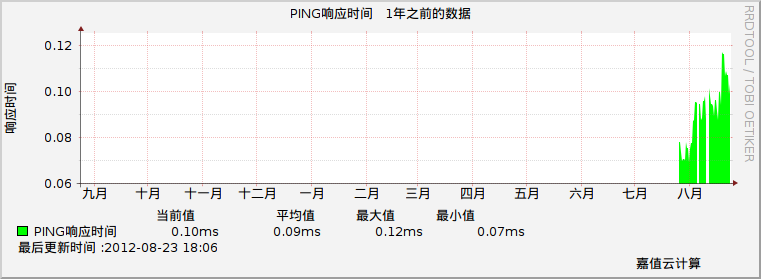 PING响应时间 1年之前的数据
RRDTOOL / TOBI OETIKER
响应时间
0.12
0.10
0.08
0.06
九月 十月 十一月 十二月 一月 二月 三月 四月 五月 六月 七月 八月
当前值 平均值 最大值 最小值
PING响应时间 0.10ms 0.09ms 0.12ms 0.07ms
最后更新时间 :2012-08-23 18:06
嘉值云计算